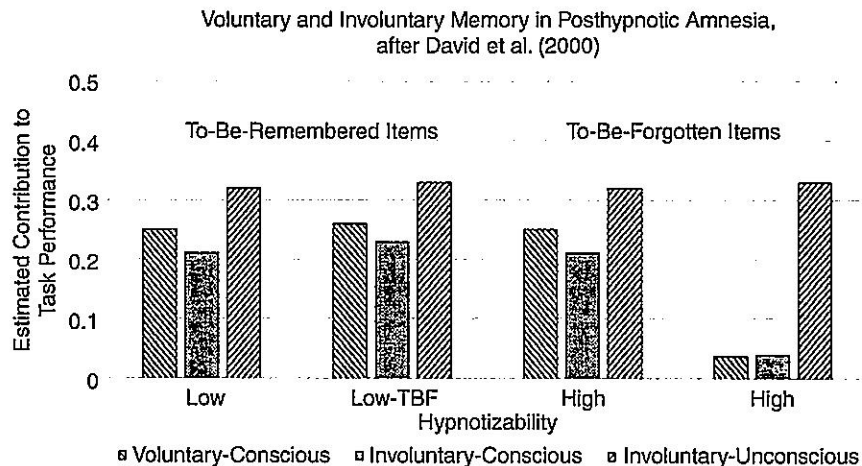 Voluntary and Involuntary Memory in Posthypnotic Amnesia,
after David et al. (2000)
Estimated Contribution to
Task Performance
0.5
0.4
0.3
0.2
0.1
0
To-Be-Remembered Items
To-Be-Forgotten Items
Low
Low-TBF
High
High
Hypnotizability
Voluntary-Conscious
Involuntary-Conscious
Involuntary-Unconscious